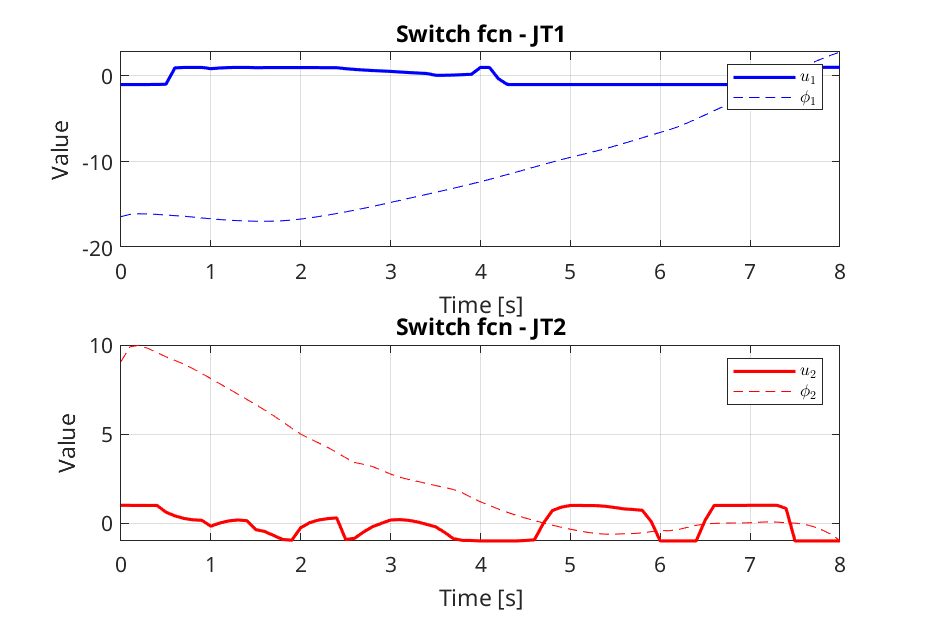 Switch fcn - JT1
Value
0
-10
-20
u₁
ϕ₁
0 1 2 3 4 5 6 7 8
Time [s]
Switch fcn - JT2
Value
10
5
0
u₂
ϕ₂
0 1 2 3 4 5 6 7 8
Time [s]